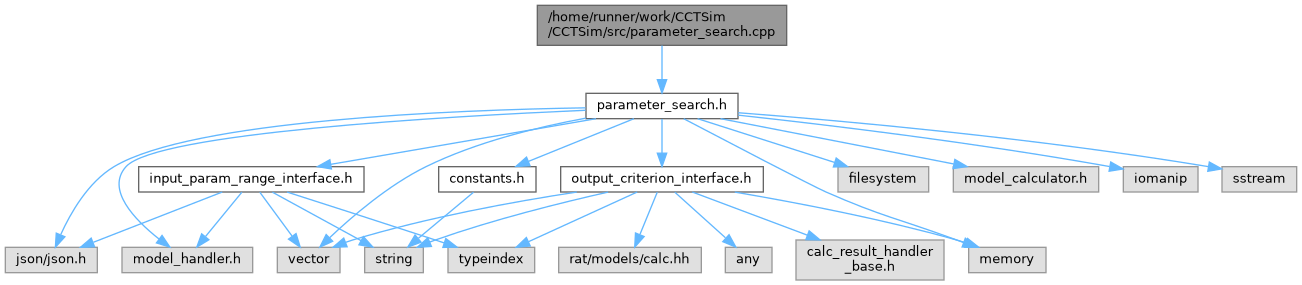 /home/runner/work/CCTSim
/CCTSim/src/parameter_search.cpp
parameter_search.h
input_param_range_interface.h
constants.h
output_criterion_interface.h
filesystem
model_calculator.h
iomanip
sstream
json/json.h
model_handler.h
vector
string
typeindex
rat/models/calc.hh
any
calc_result_handler
_base.h
memory